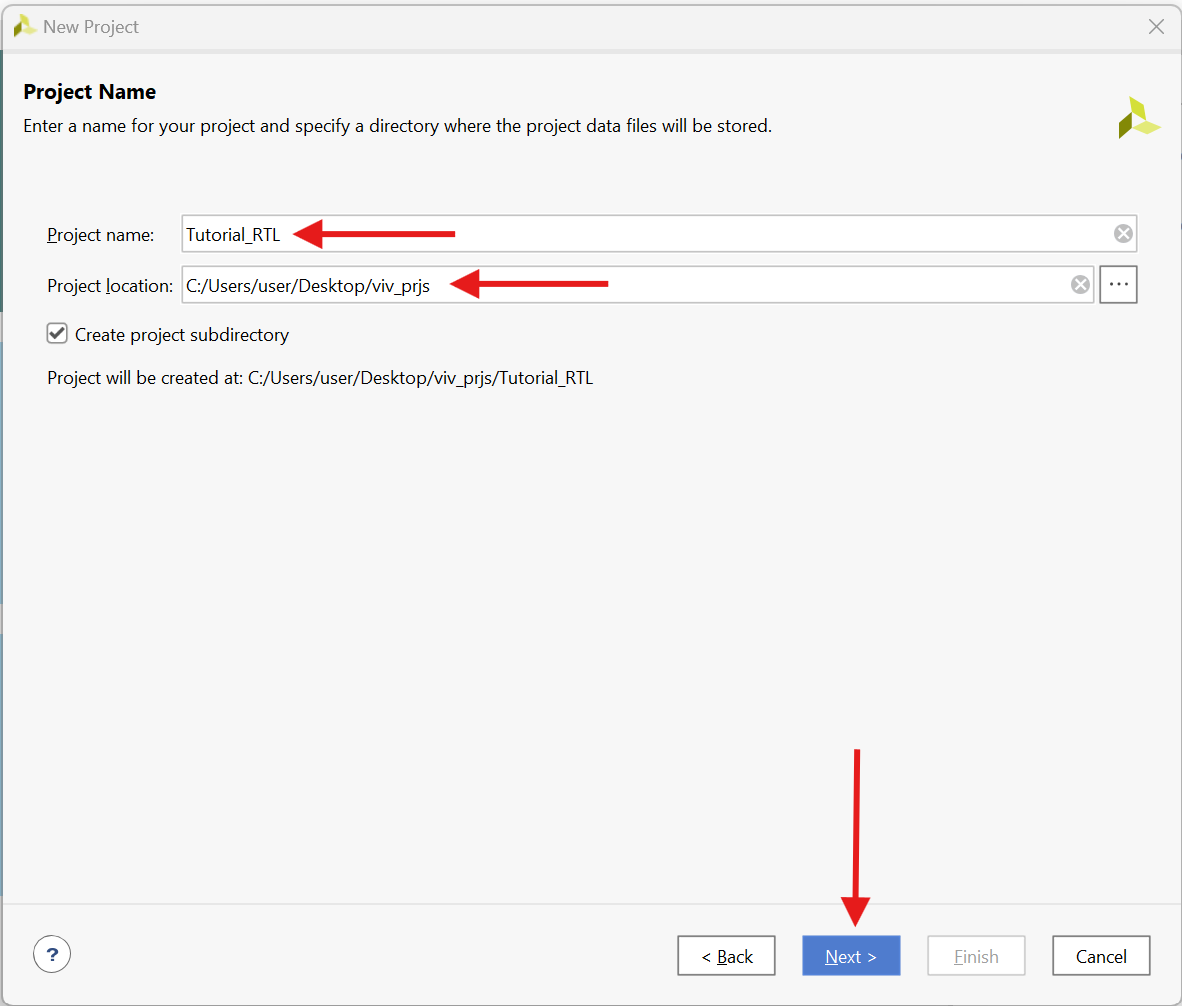 New Project
Project Name
Enter a name for your project and specify a directory where the project data files will be stored.
Project name: Tutorial_RTL
Project location: C:/Users/user/Desktop/viv_prjs ...
Create project subdirectory
Project will be created at: C:/Users/user/Desktop/viv_prjs/Tutorial_RTL
? < Back Next > Finish Cancel